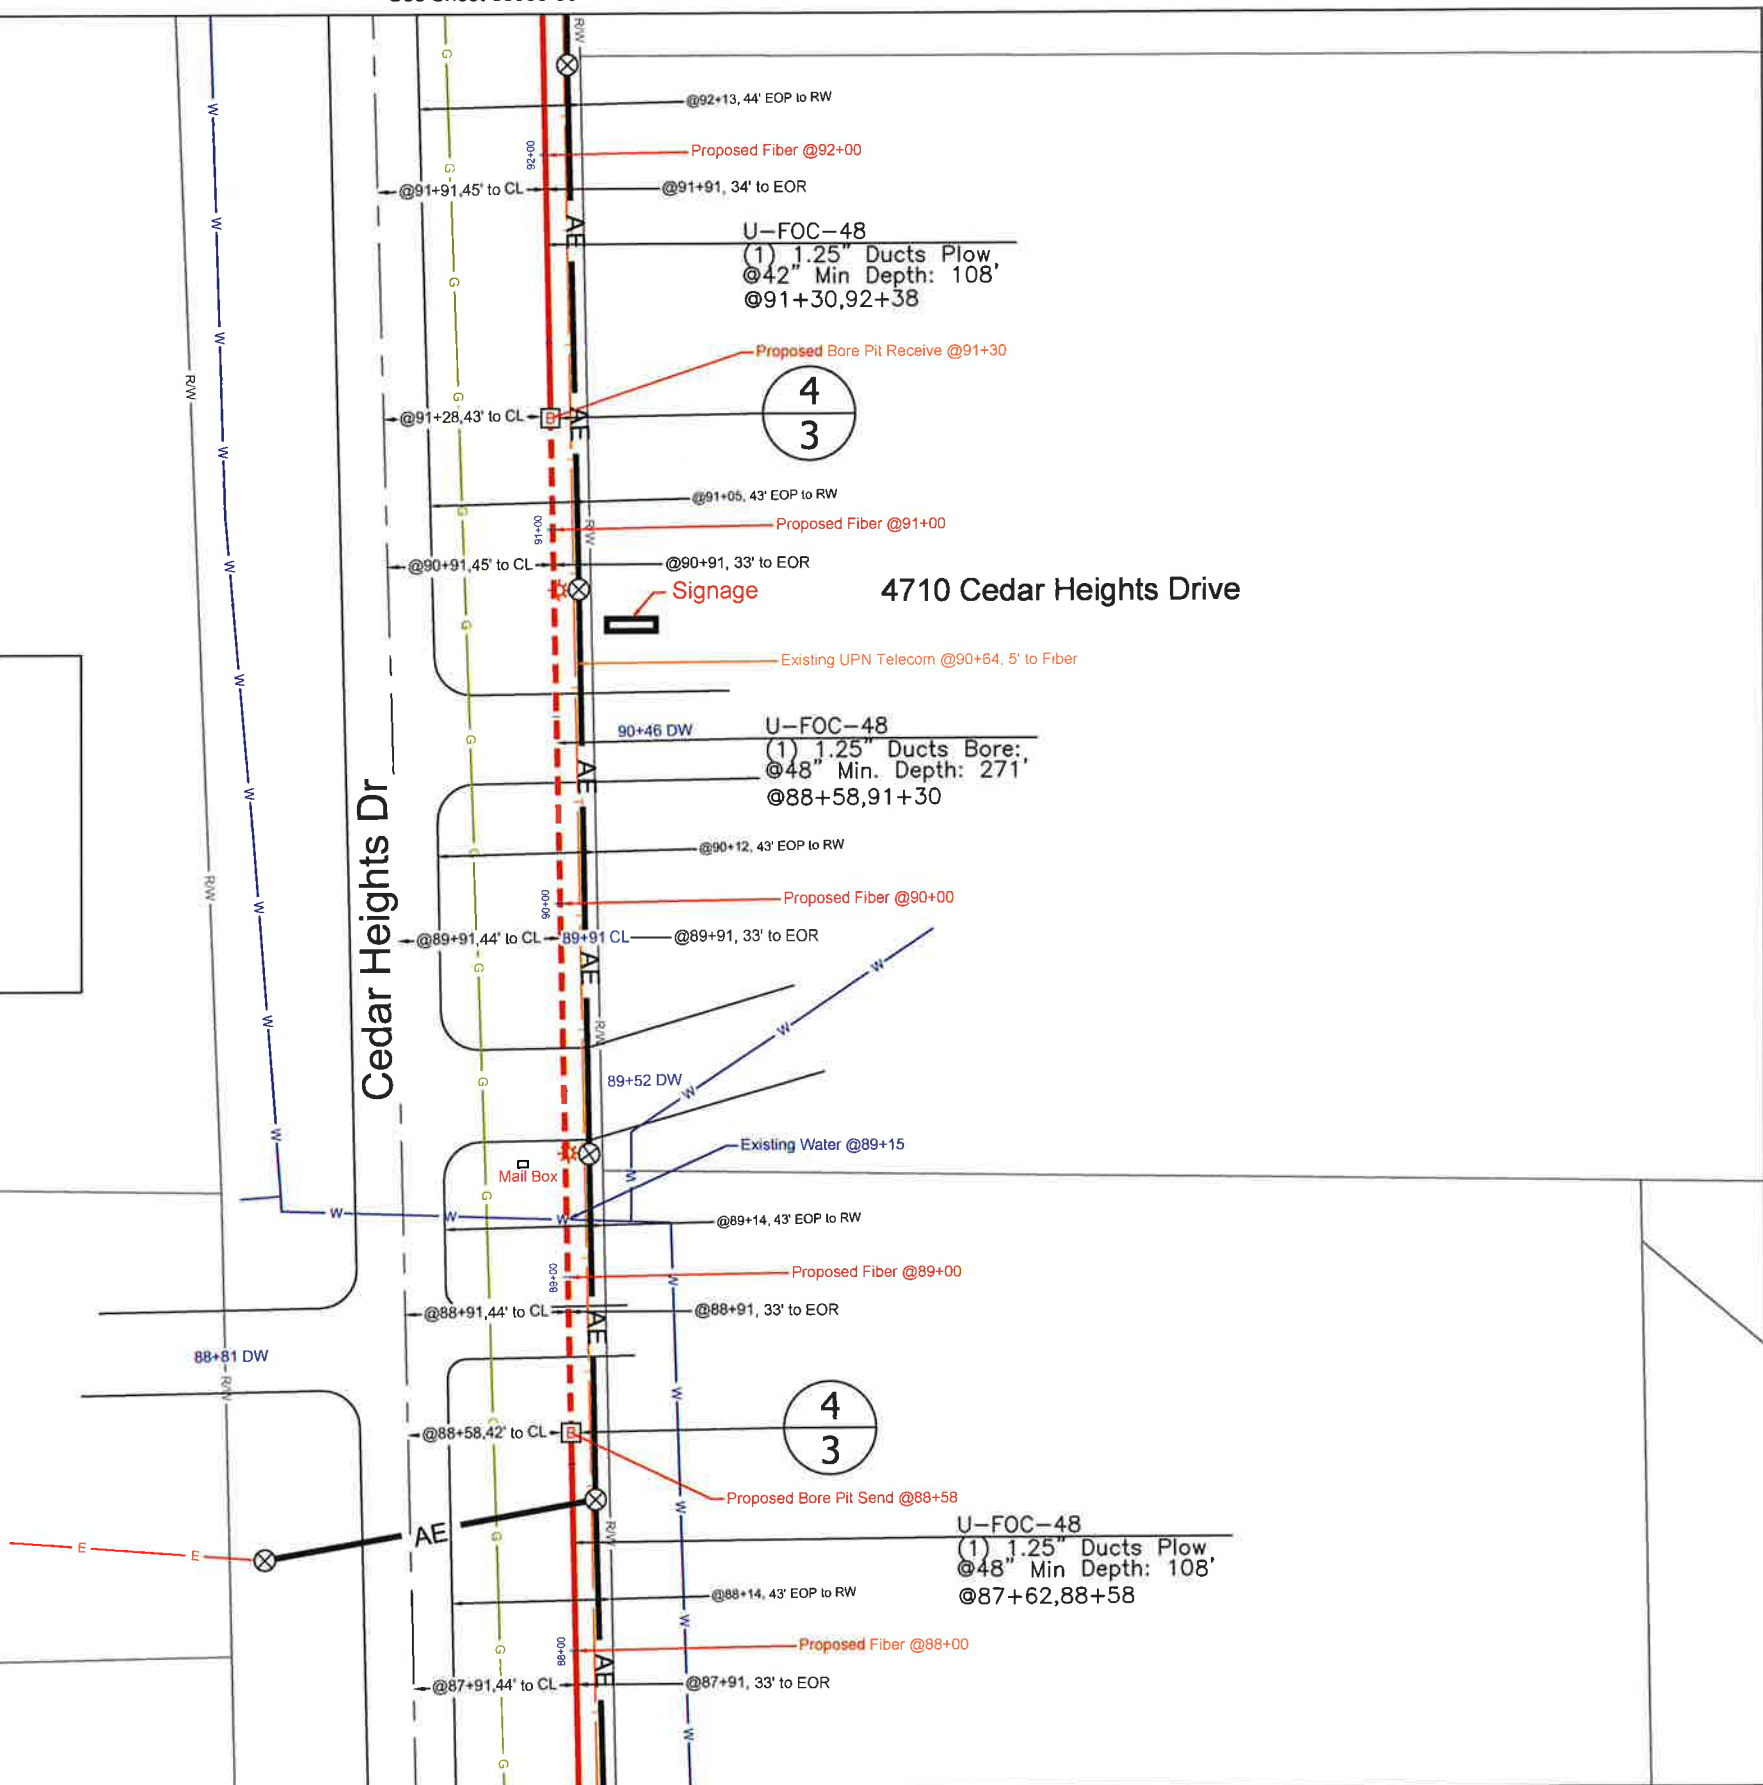 R/W
G
@92+13, 44' EOP to RW
W
92+00
Proposed Fiber @92+00
G
@91+91,45' to CL
@91+91, 34' to EOR
W
AE
U-FOC-48
(1) 1.25" Ducts Plow
@42" Min Depth: 108'
@91+30,92+38
G
W
Proposed Bore Pit Receive @91+30
R/W
4
3
G
@91+28,43' to CL
B
AE
W
@91+05, 43' EOP to RW
G
91+00
Proposed Fiber @91+00
R/W
@90+91,45' to CL
@90+91, 33' to EOR
W
Signage
4710 Cedar Heights Drive
G
Existing UPN Telecom @90+64, 5' to Fiber
W
90+46 DW
U-FOC-48
(1) 1.25" Ducts Bore:
@48" Min. Depth: 271'
@88+58,91+30
G
AE
W
Cedar Heights Dr
@90+12, 43' EOP to RW
G
R/W
90+00
Proposed Fiber @90+00
W
@89+91,44' to CL
89+91 CL
@89+91, 33' to EOR
G
AE
W
W
R/W
W
89+52 DW
G
W
W
Existing Water @89+15
Mail Box
W
G
W
W
W
@89+14, 43' EOP to RW
89+00
Proposed Fiber @89+00
W
@88+91,44' to CL
@88+91, 33' to EOR
G
AE
88+81 DW
R/W
W
4
3
G
@88+58,42' to CL
B
Proposed Bore Pit Send @88+58
W
U-FOC-48
(1) 1.25" Ducts Plow
@48" Min Depth: 108'
@87+62,88+58
AE
G
R/W
E
E
@88+14, 43' EOP to RW
W
88+00
Proposed Fiber @88+00
G
AE
@87+91,44' to CL
@87+91, 33' to EOR
W
G